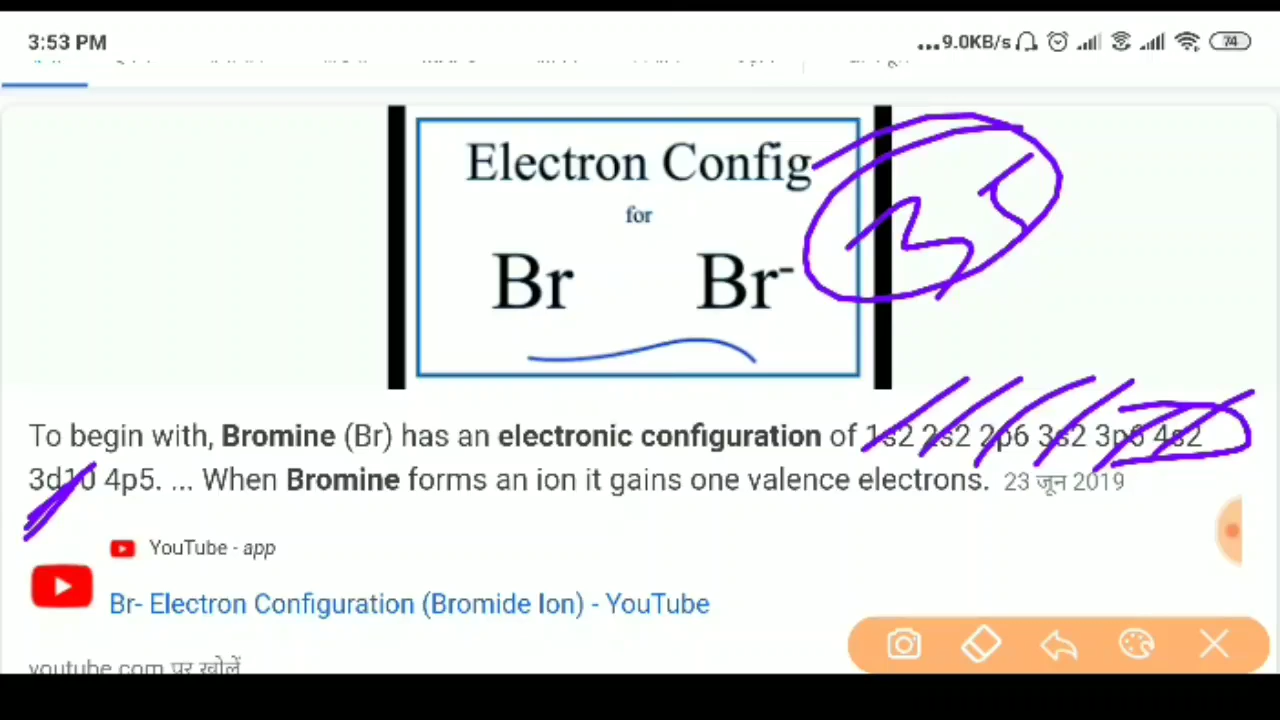 3:53 PM
...9.0KB/s
74
Electron Config
for
Br Br-
35
To begin with, Bromine (Br) has an electronic configuration of 1s2 2s2 2p6 3s2 3p6 4s2
3d10 4p5. ... When Bromine forms an ion it gains one valence electrons. 23 जून 2019
YouTube - app
Br- Electron Configuration (Bromide Ion) - YouTube
youtube.com पर खोलें